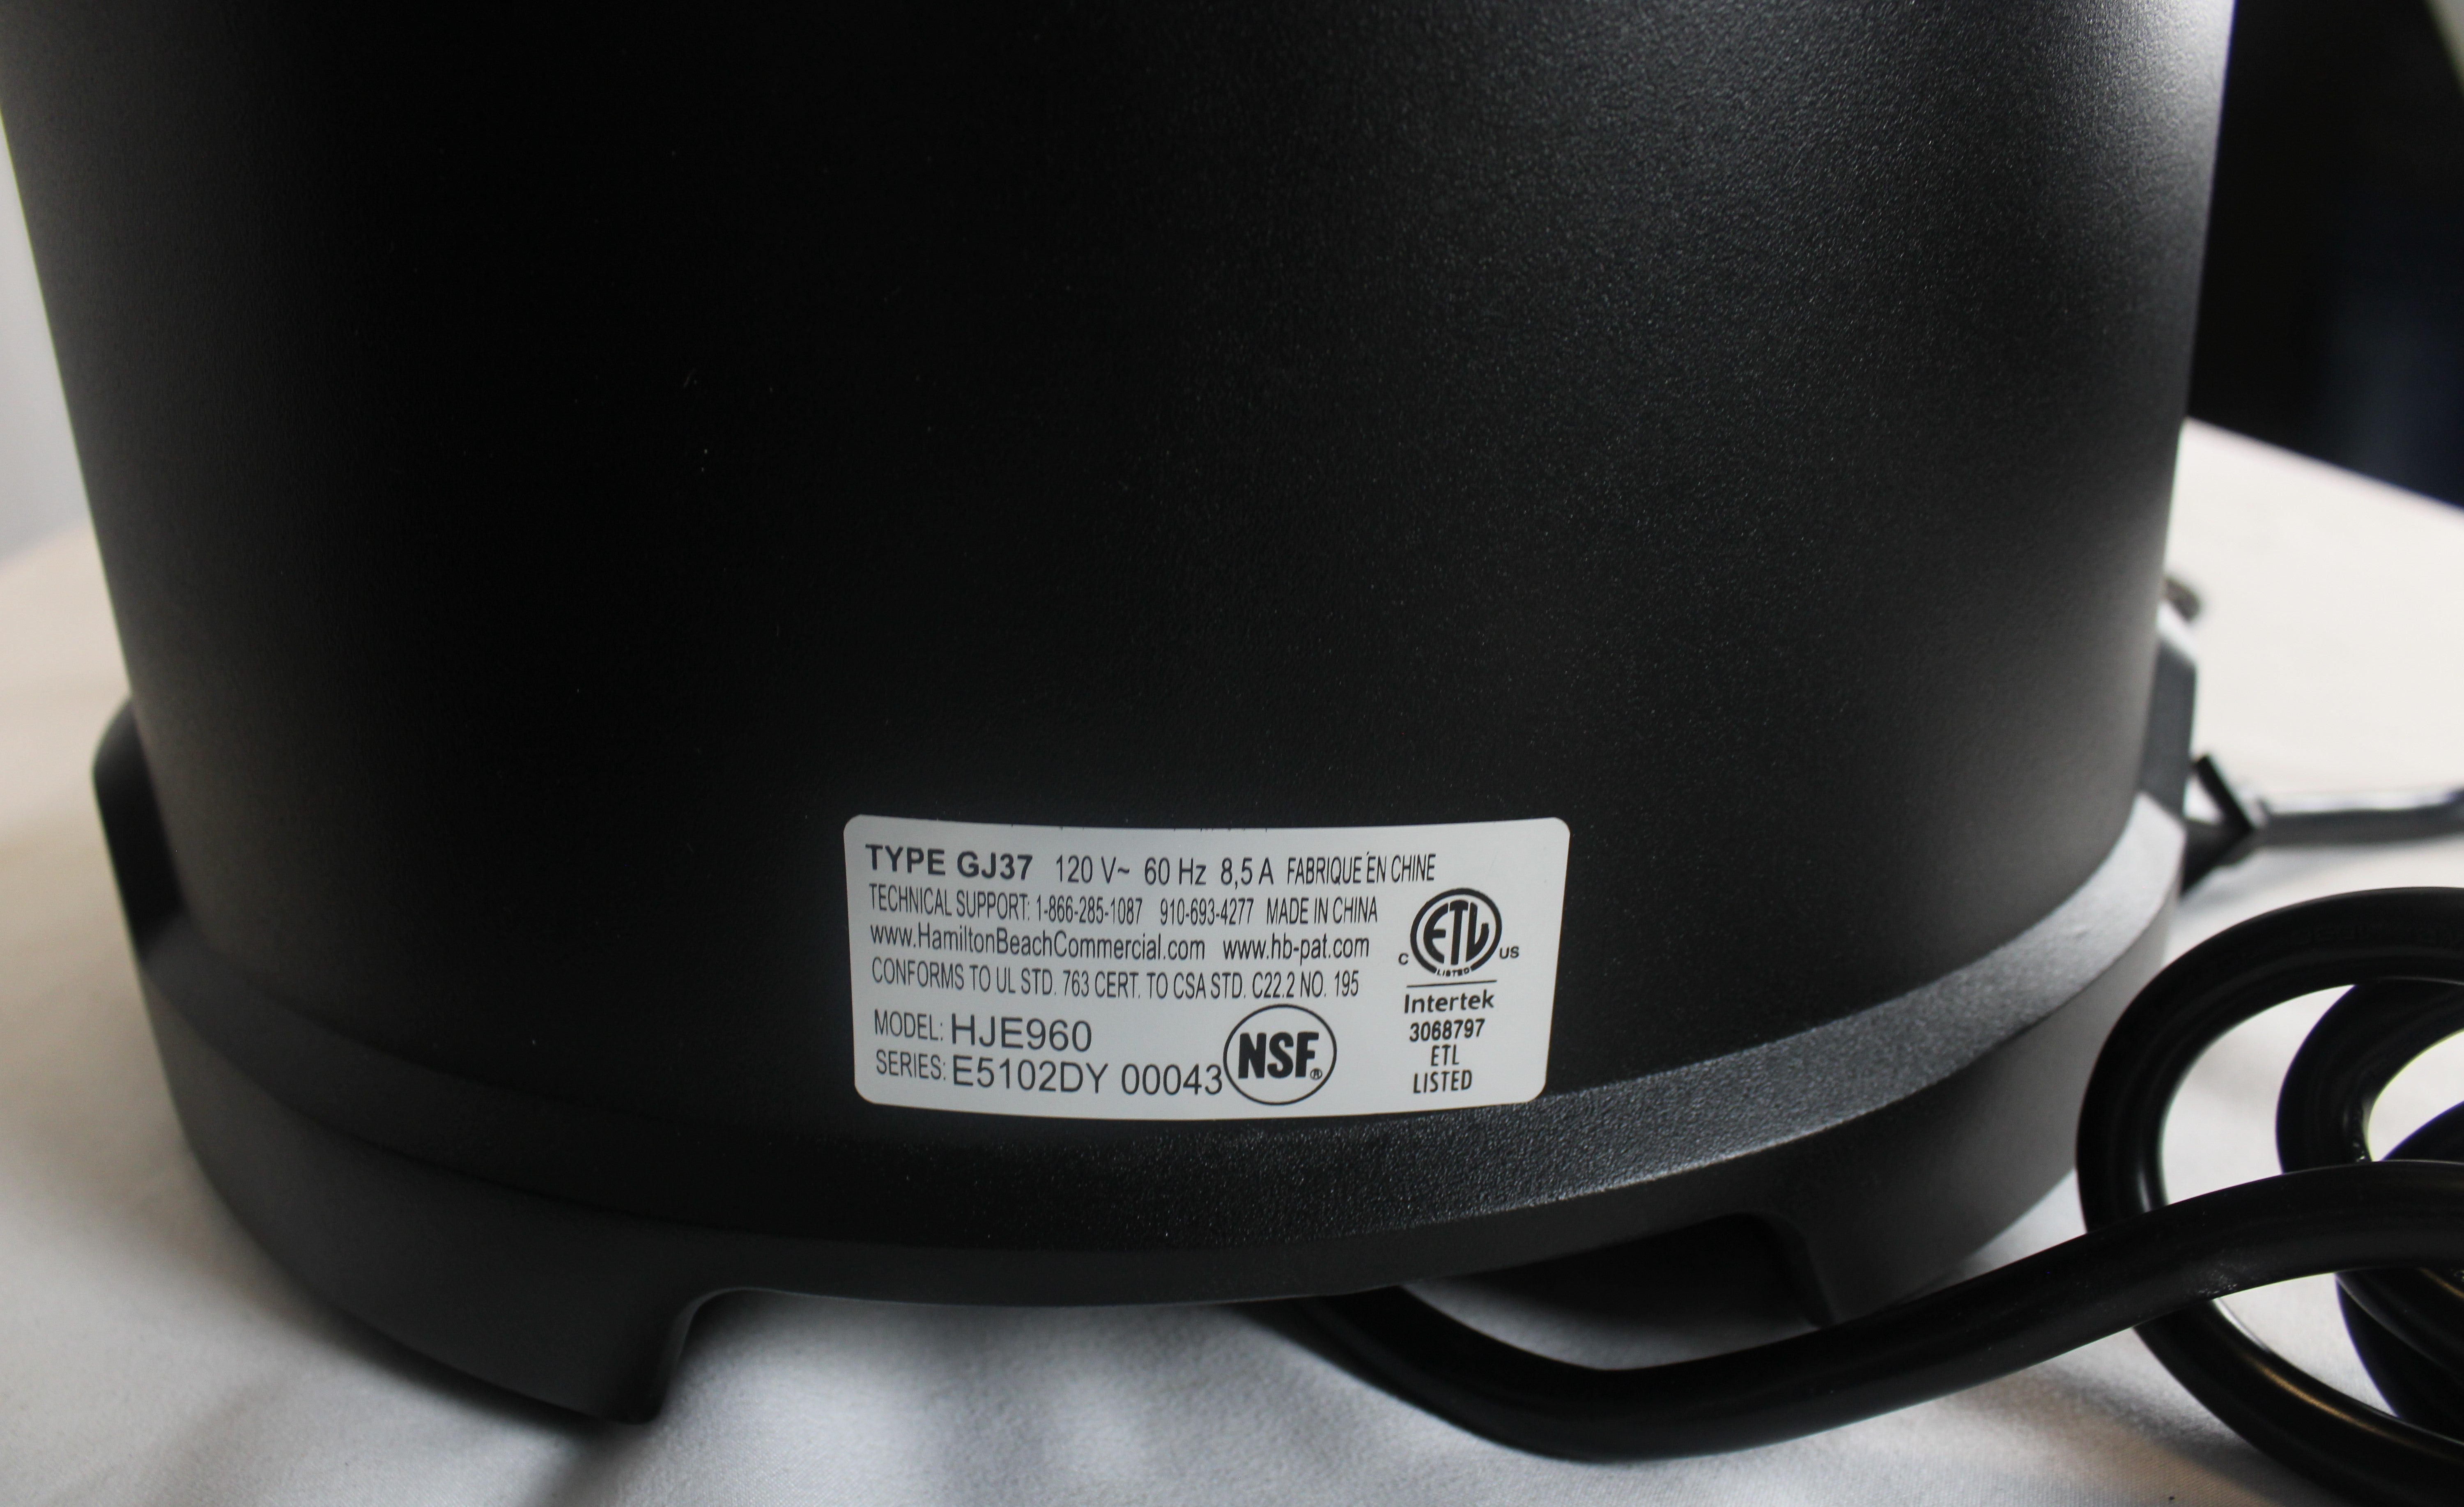 TYPE GJ37 120 V~ 60 Hz 8,5 A FABRIQUÉ EN CHINE
TECHNICAL SUPPORT: 1-866-285-1087 910-693-4277 MADE IN CHINA
www.HamiltonBeachCommercial.com www.hb-pat.com
CONFORMS TO UL STD. 763 CERT. TO CSA STD. C22.2 NO. 195
MODEL: HJE960
SERIES: E5102DY 00043
NSF®
ETL
LISTED
C US
Intertek
3068797
ETL
LISTED